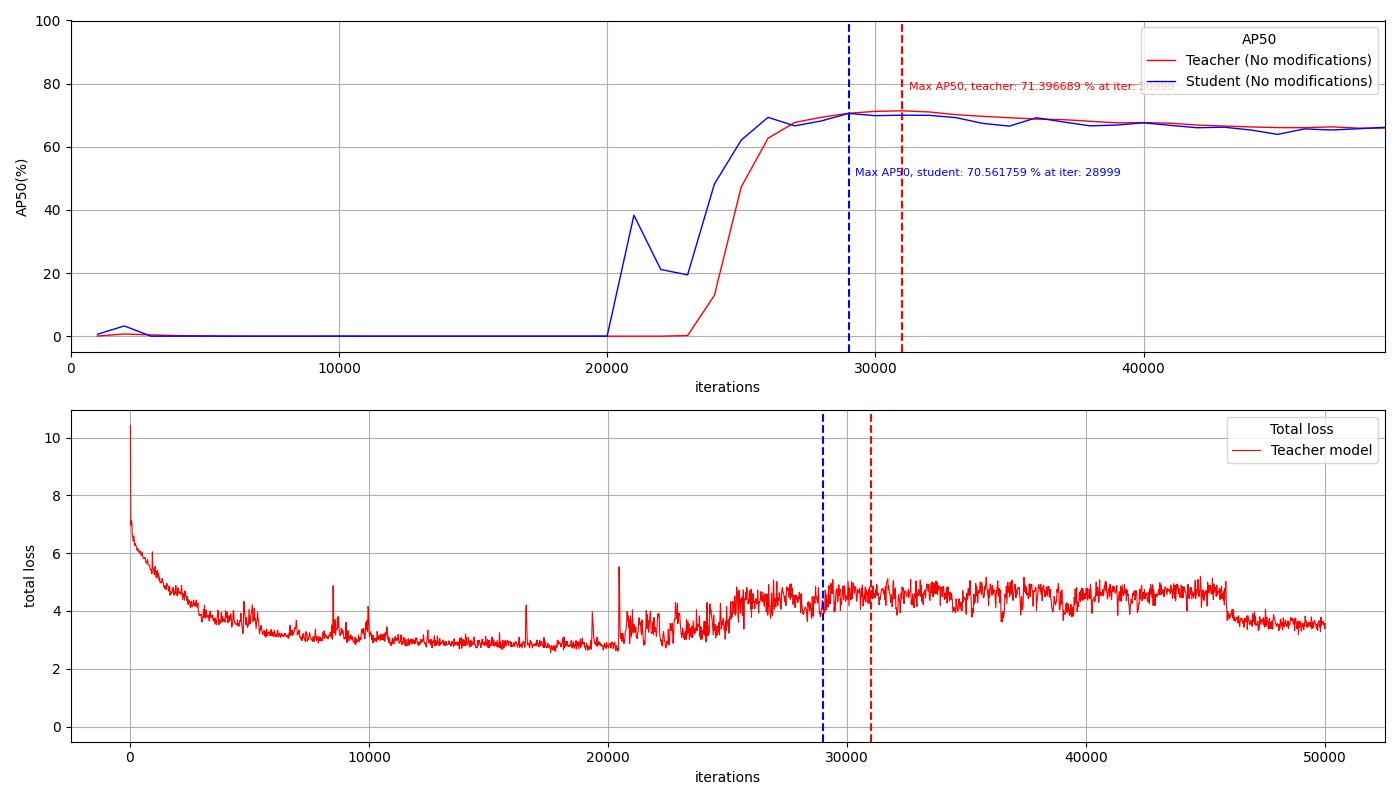 100
80
60
40
20
0
AP50(%)
AP50
Teacher (No modifications)
Student (No modifications)
Max AP50, teacher: 71.396689 % at iter: 30999
Max AP50, student: 70.561759 % at iter: 28999
0 10000 20000 30000 40000
iterations
10
8
6
4
2
0
total loss
Total loss
Teacher model
0 10000 20000 30000 40000 50000
iterations